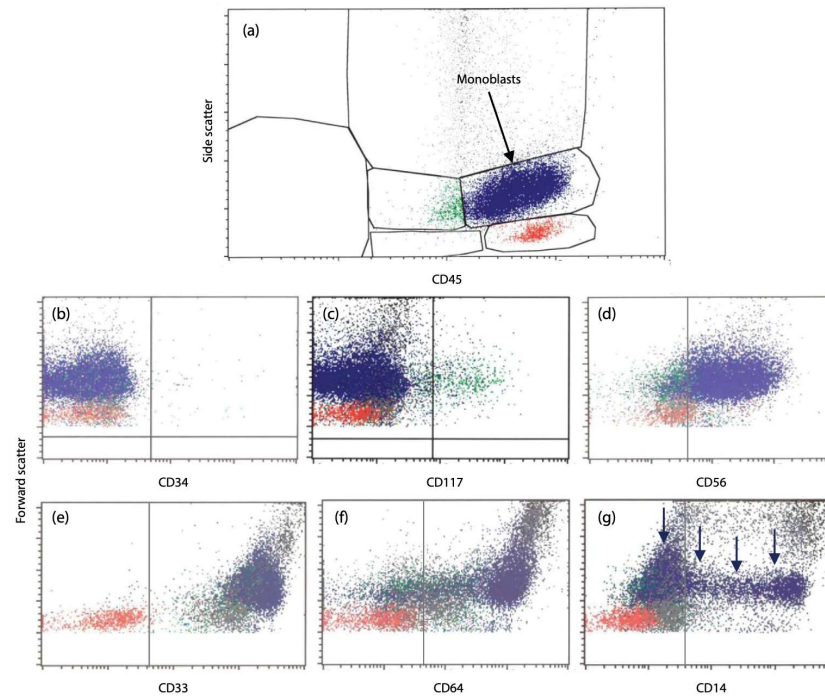 (a)
Monoblasts
Side scatter
CD45
(b)
(c)
(d)
CD34
CD117
CD56
Forward scatter
(e)
(f)
(g)
CD33
CD64
CD14